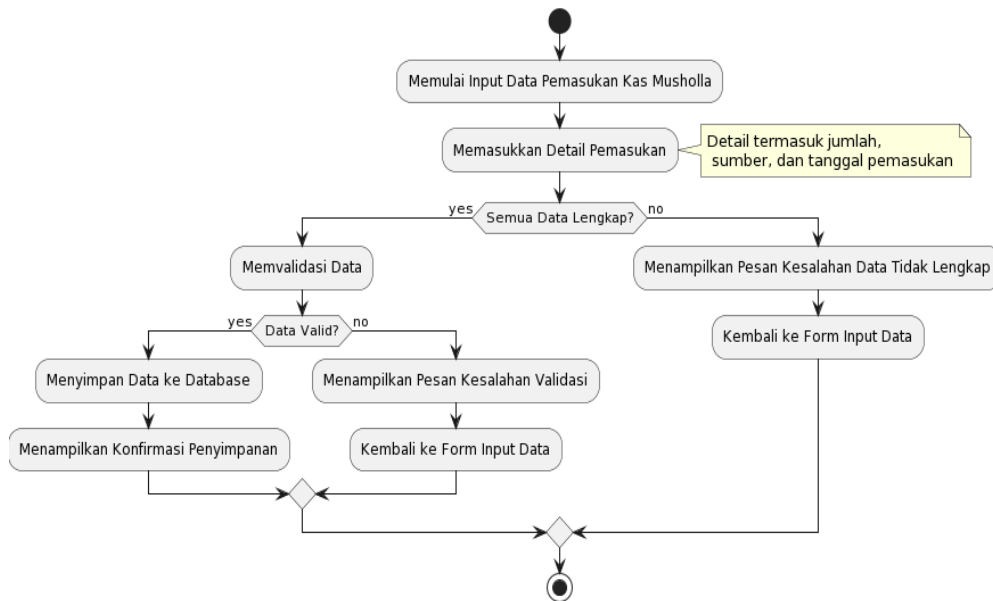 Memulai Input Data Pemasukan Kas Musholla
Memasukkan Detail Pemasukan
Detail termasuk jumlah,
sumber, dan tanggal pemasukan
yes
Semua Data Lengkap?
no
Memvalidasi Data
Menampilkan Pesan Kesalahan Data Tidak Lengkap
yes
Data Valid?
no
Kembali ke Form Input Data
Menyimpan Data ke Database
Menampilkan Pesan Kesalahan Validasi
Menampilkan Konfirmasi Penyimpanan
Kembali ke Form Input Data